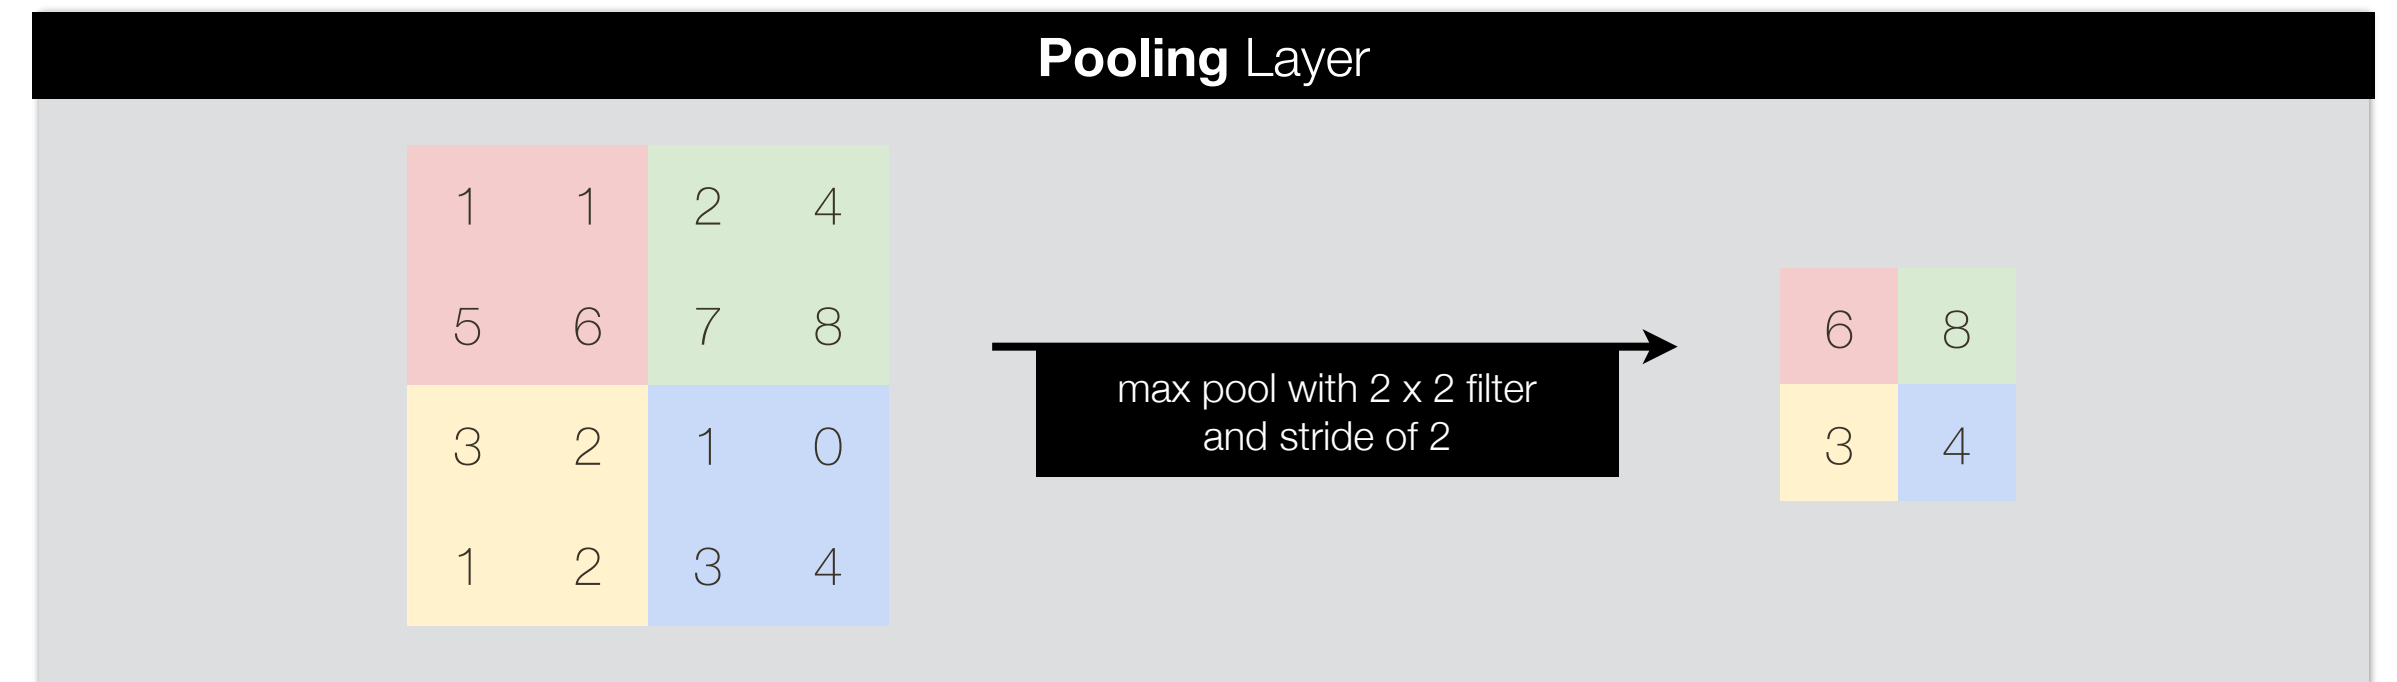 Pooling Layer
1 1 2 4
5 6 7 8
3 2 1 0
1 2 3 4
max pool with 2 x 2 filter
and stride of 2
6 8
3 4